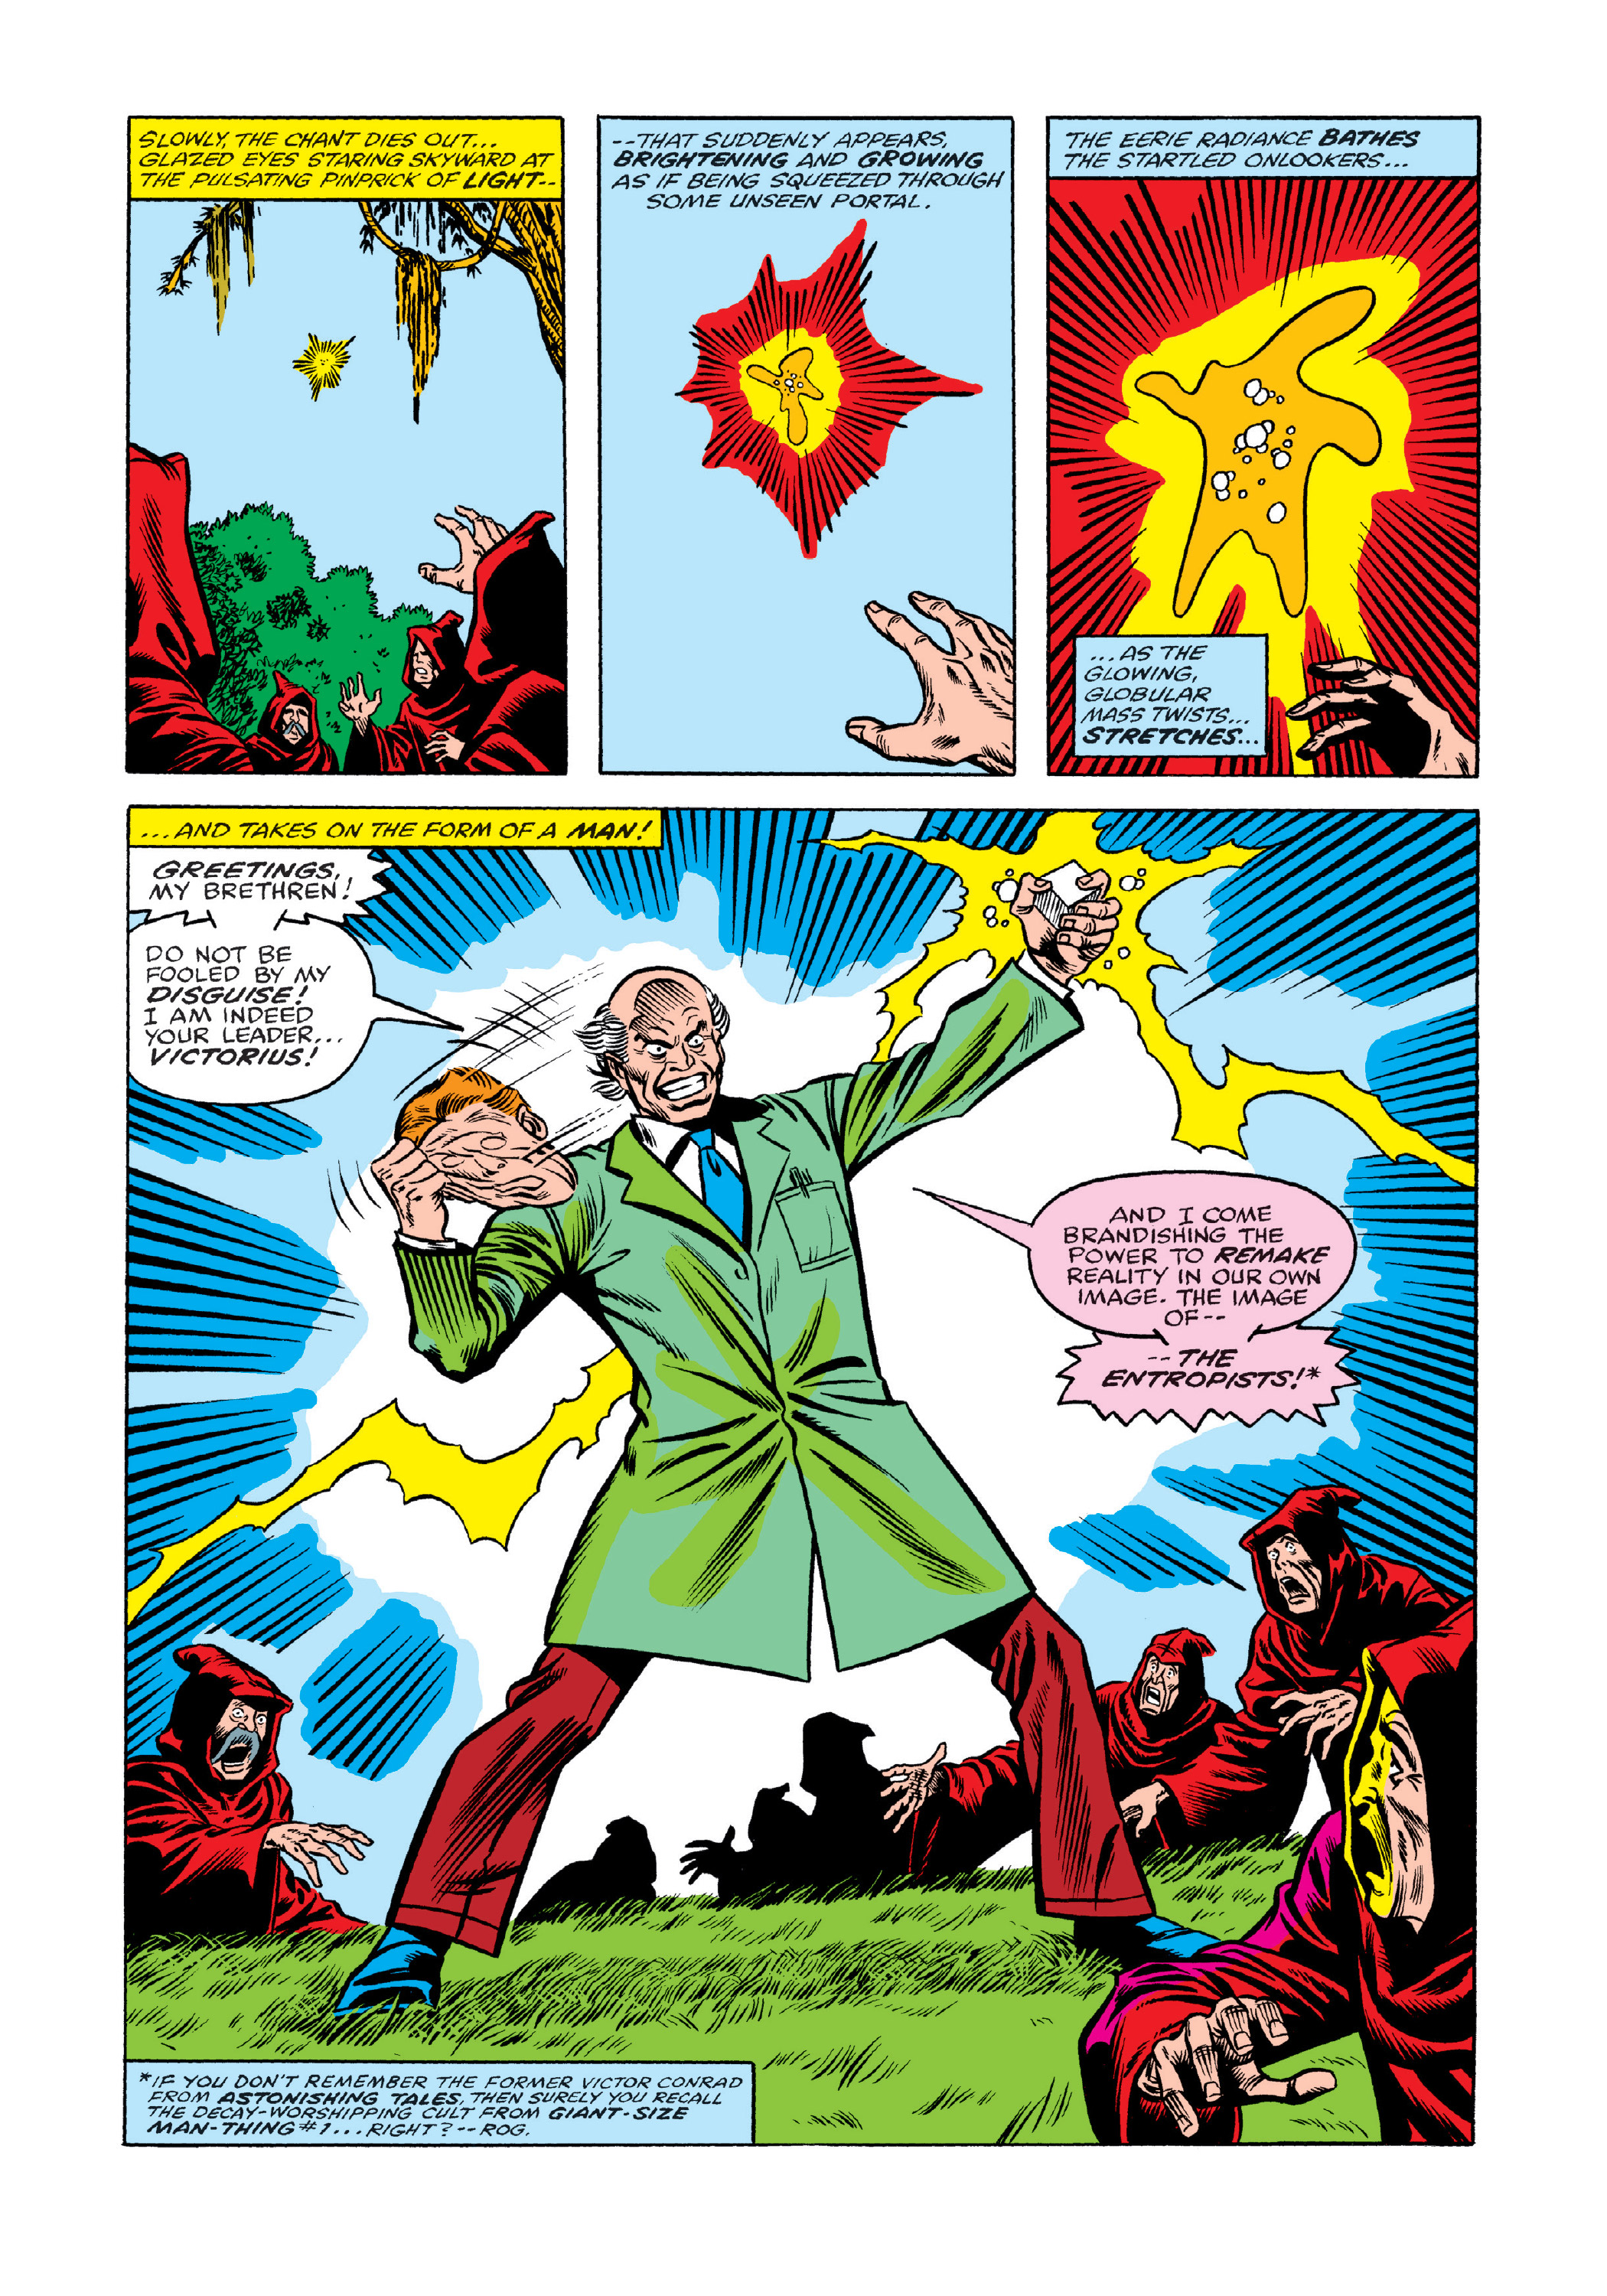 SLOWLY, THE CHANT DIES OUT...
GLAZED EYES STARING SKYWARD AT
THE PULSATING PINPRICK OF LIGHT--
--THAT SUDDENLY APPEARS,
BRIGHTENING AND GROWING
AS IF BEING SQUEEZED THROUGH
SOME UNSEEN PORTAL.
THE EERIE RADIANCE BATHES
THE STARTLED ONLOOKERS...
...AS THE
GLOWING,
GLOBULAR
MASS TWISTS...
STRETCHES...
...AND TAKES ON THE FORM OF A MAN!
GREETINGS,
MY BRETHREN!
DO NOT BE
FOOLED BY MY
DISGUISE!
I AM INDEED
YOUR LEADER...
VICTORIUS!
AND I COME
BRANDISHING THE
POWER TO REMAKE
REALITY IN OUR OWN
IMAGE. THE IMAGE
OF--
--THE
ENTROPISTS!*
*IF YOU DON'T REMEMBER THE FORMER VICTOR CONRAD
FROM ASTONISHING TALES, THEN SURELY YOU RECALL
THE DECAY-WORSHIPPING CULT FROM GIANT-SIZE
MAN-THING #1...RIGHT?--ROG.